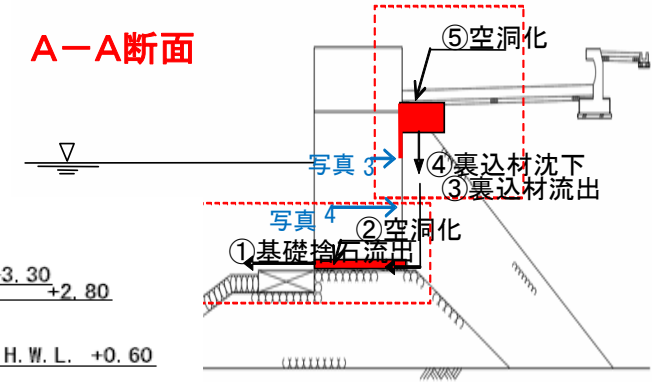 A－A断面
⑤空洞化
写真 3
④裏込材沈下
③裏込材流出
写真 4
②空洞化
①基礎捨石流出
+2.80
H.W.L. +0.60